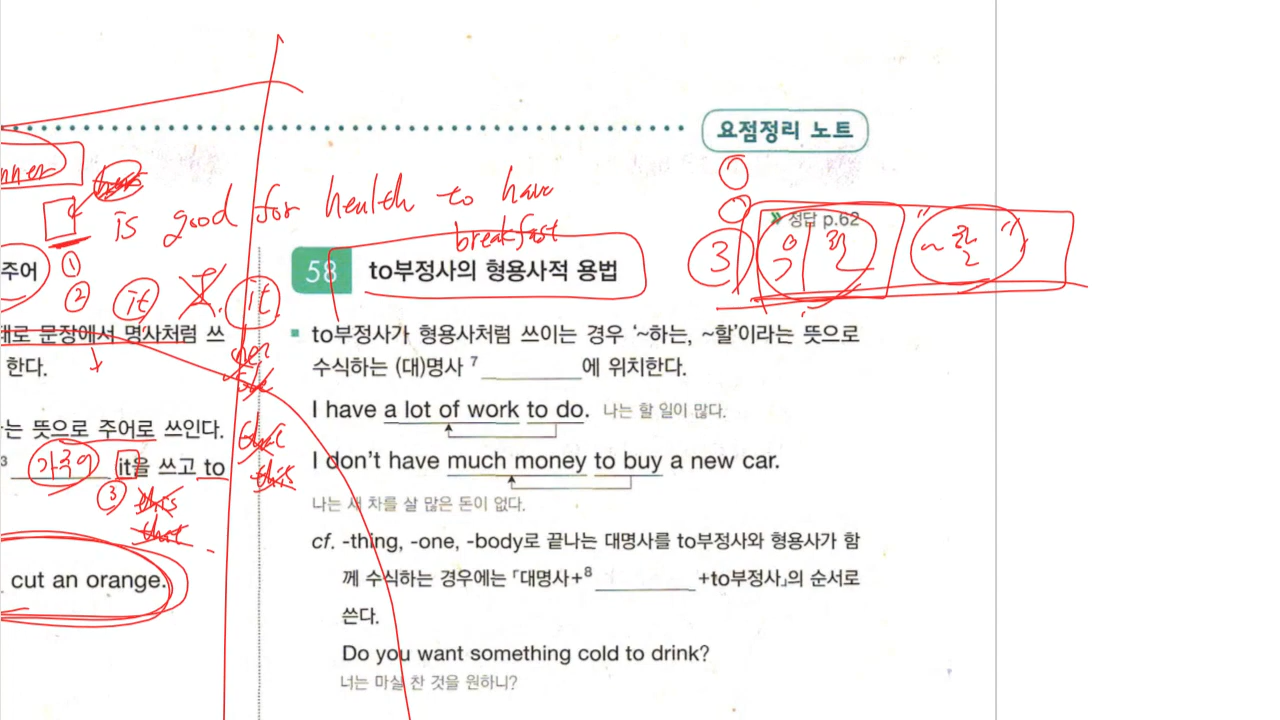 요점정리 노트
nner
is good for health to have
breakfast
≫ 정답 p.62
3 "~할"
58 to부정사의 형용사적 용법
주어 ①
② it it
to부정사가 형용사처럼 쓰이는 경우 '~하는, ~할'이라는 뜻으로
수식하는 (대)명사 7 __________에 위치한다.
대로 문장에서 명사처럼 쓰
한다.
I have a lot of work to do. 나는 할 일이 많다.
는 뜻으로 주어로 쓰인다.
3 가주어 it을 쓰고 to
③ this
that
that
this
I don't have much money to buy a new car.
나는 새 차를 살 많은 돈이 없다.
cf. -thing, -one, -body로 끝나는 대명사를 to부정사와 형용사가 함
께 수식하는 경우에는 「대명사+8 __________ +to부정사」의 순서로
쓴다.
cut an orange.
Do you want something cold to drink?
너는 마실 찬 것을 원하니?